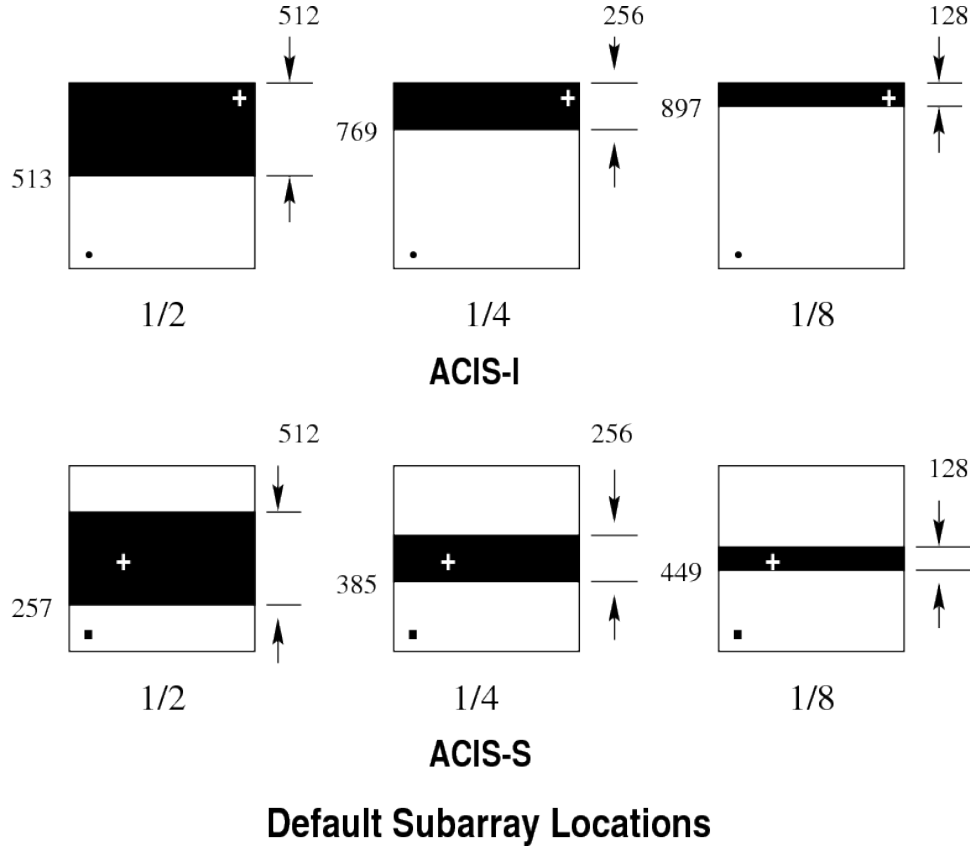 512 256 128
897
769
513
1/2 1/4 1/8
ACIS-I
512 256
128
449
385
257
1/2 1/4 1/8
ACIS-S
Default Subarray Locations